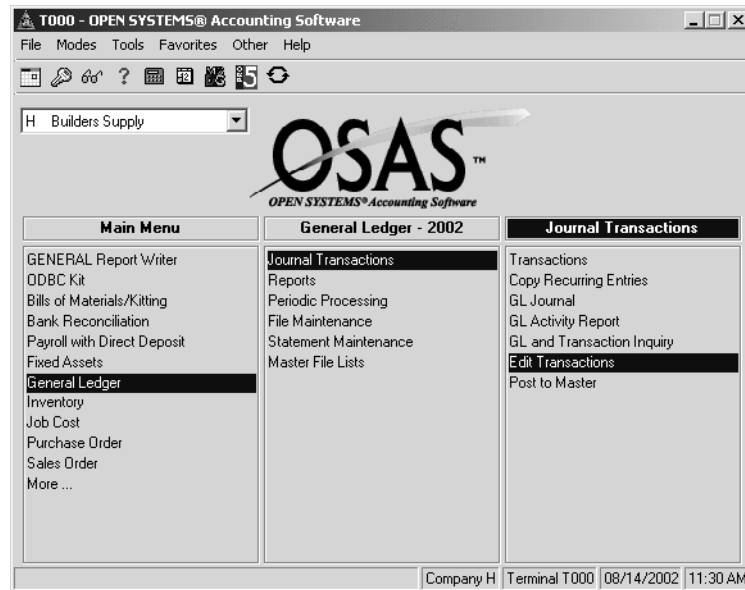 T000 - OPEN SYSTEMS® Accounting Software
File Modes Tools Favorites Other Help
H Builders Supply
OSAS™
OPEN SYSTEMS® Accounting Software
Main Menu
GENERAL Report Writer
ODBC Kit
Bills of Materials/Kitting
Bank Reconciliation
Payroll with Direct Deposit
Fixed Assets
General Ledger
Inventory
Job Cost
Purchase Order
Sales Order
More ...
General Ledger - 2002
Journal Transactions
Reports
Periodic Processing
File Maintenance
Statement Maintenance
Master File Lists
Journal Transactions
Transactions
Copy Recurring Entries
GL Journal
GL Activity Report
GL and Transaction Inquiry
Edit Transactions
Post to Master
Company H Terminal T000 08/14/2002 11:30 AM